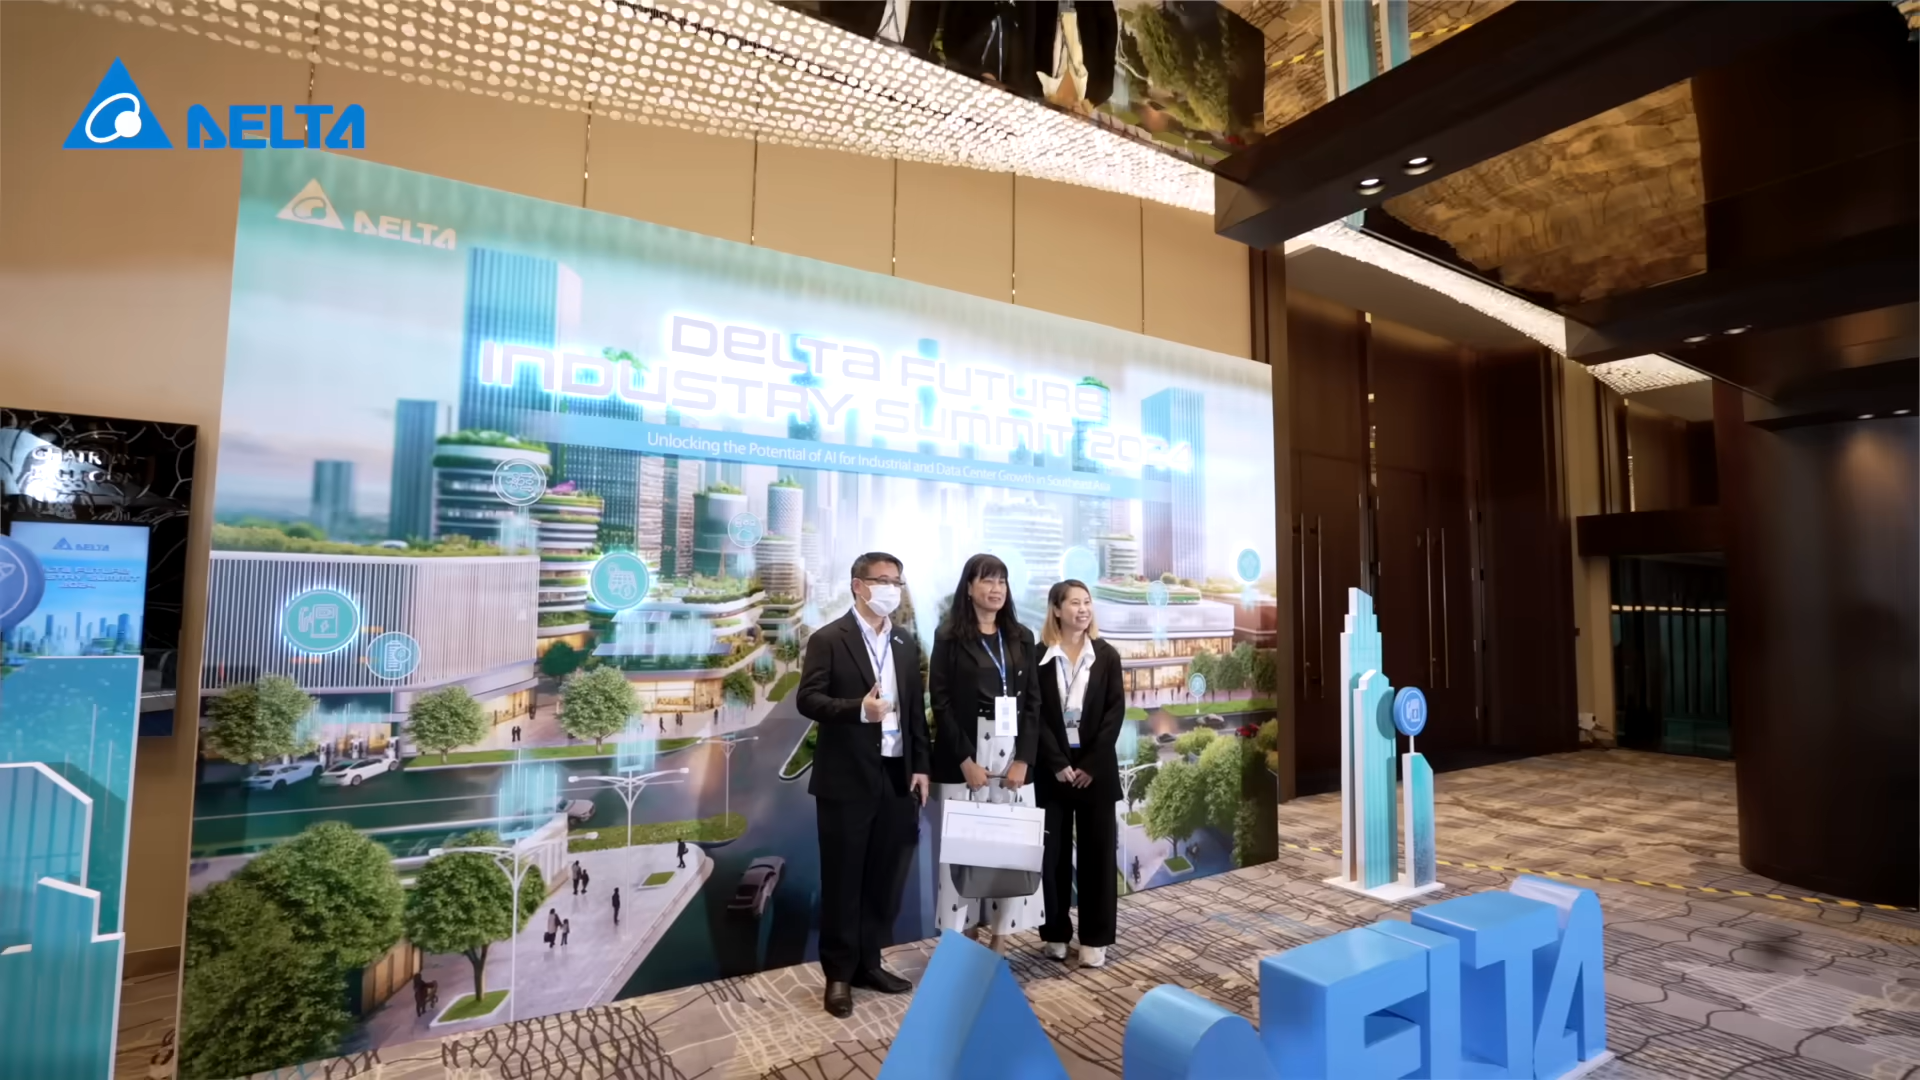 DELTA
DELTA
DELTA FUTURE
INDUSTRY SUMMIT 2024
Unlocking the Potential of AI for Industrial and Data Center Growth in Southeast Asia
DELTA
2024
DELTA